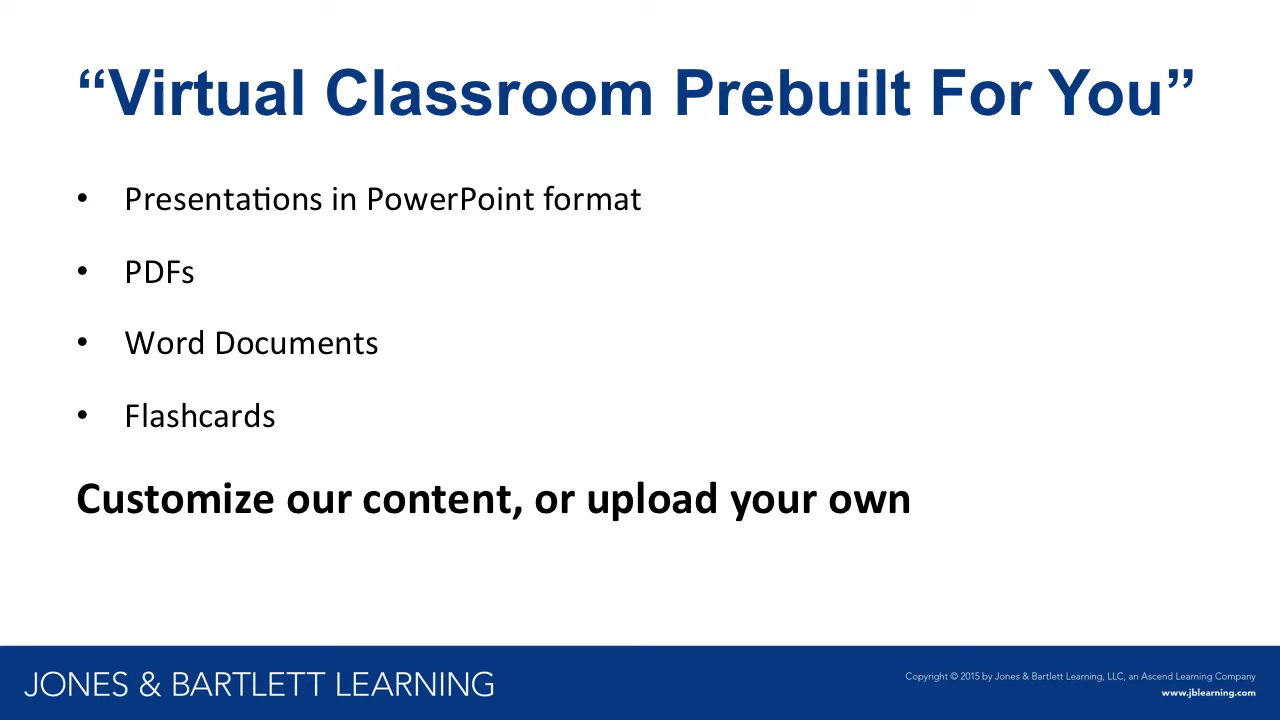 “Virtual Classroom Prebuilt For You”
• Presentations in PowerPoint format
• PDFs
• Word Documents
• Flashcards
Customize our content, or upload your own
JONES & BARTLETT LEARNING
Copyright © 2015 by Jones & Bartlett Learning, LLC, an Ascend Learning Company
www.jblearning.com